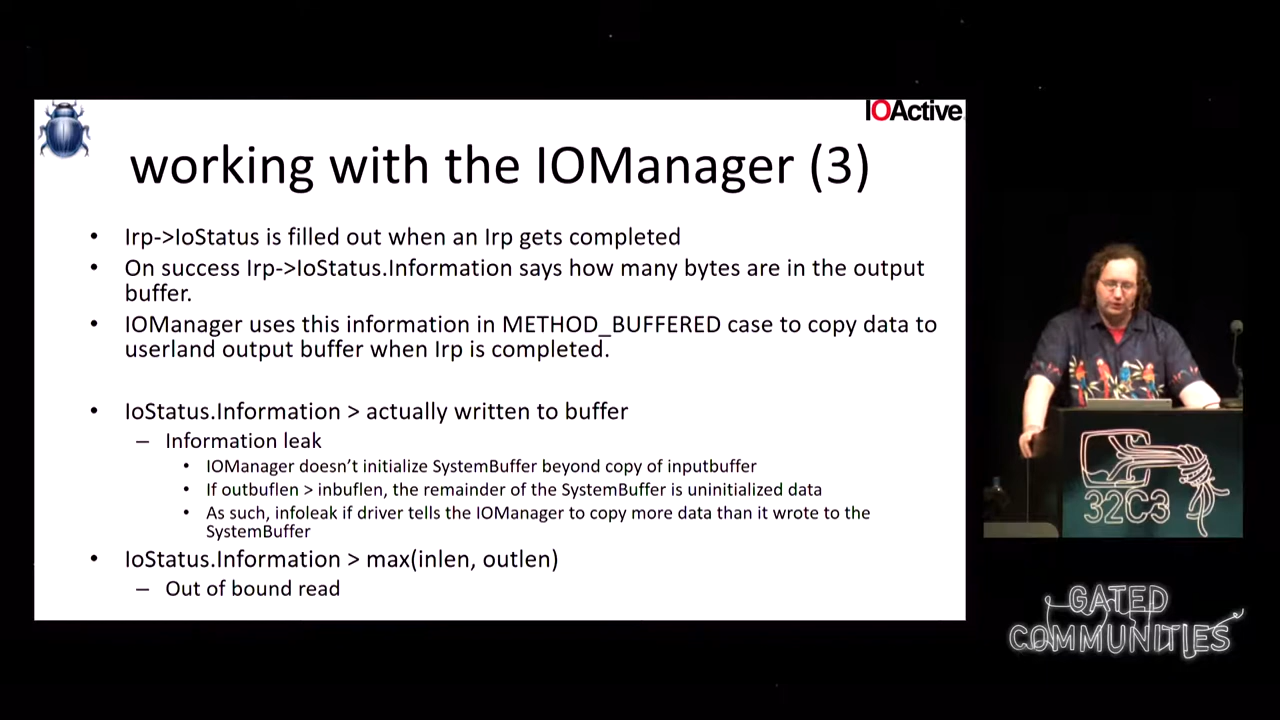 IOActive
working with the IOManager (3)
• Irp->IoStatus is filled out when an Irp gets completed
• On success Irp->IoStatus.Information says how many bytes are in the output
buffer.
• IOManager uses this information in METHOD_BUFFERED case to copy data to
userland output buffer when Irp is completed.
• IoStatus.Information > actually written to buffer
– Information leak
• IOManager doesn't initialize SystemBuffer beyond copy of inputbuffer
• If outbuflen > inbuflen, the remainder of the SystemBuffer is uninitialized data
• As such, infoleak if driver tells the IOManager to copy more data than it wrote to the
SystemBuffer
• IoStatus.Information > max(inlen, outlen)
– Out of bound read
32C3
GATED
COMMUNITIES